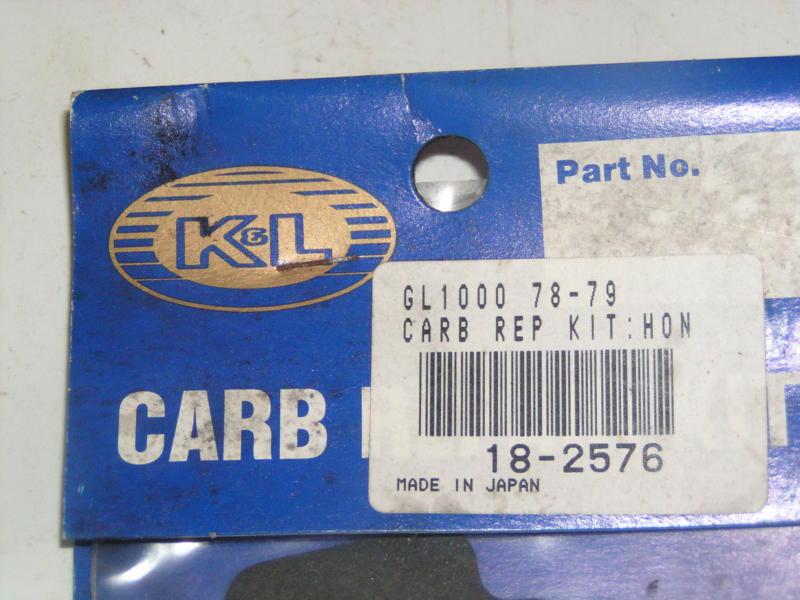 K&L
Part No.
GL1000 78-79
CARB REP KIT:HON
CARB
18-2576
MADE IN JAPAN